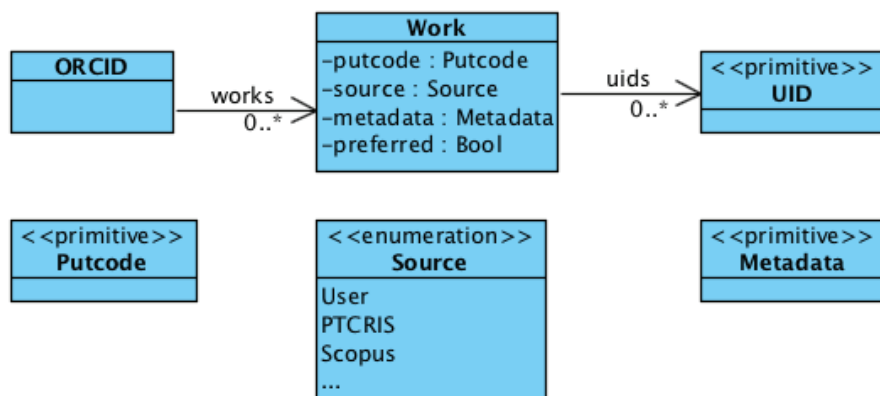 ORCID
works
0..*
Work
–putcode : Putcode
–source : Source
–metadata : Metadata
–preferred : Bool
uids
0..*
<<primitive>>
UID
<<primitive>>
Putcode
<<enumeration>>
Source
User
PTCRIS
Scopus
...
<<primitive>>
Metadata